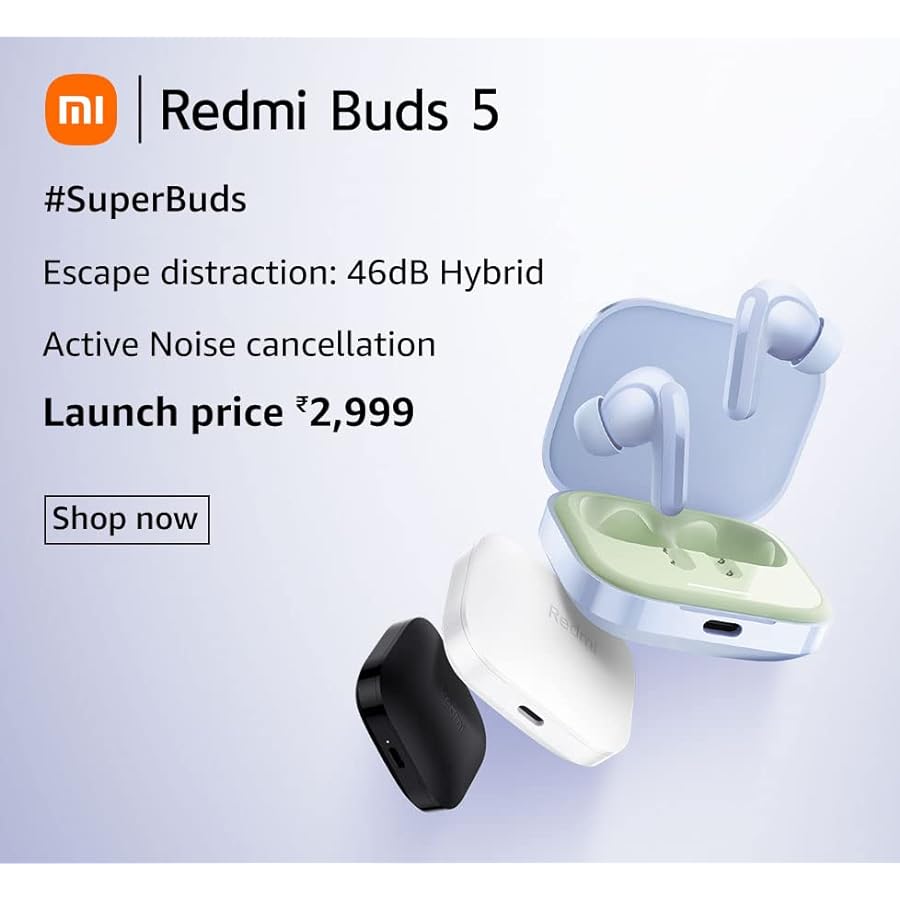 mi | Redmi Buds 5
#SuperBuds
Escape distraction: 46dB Hybrid
Active Noise cancellation
Launch price ₹2,999
Shop now
Redmi
Redmi